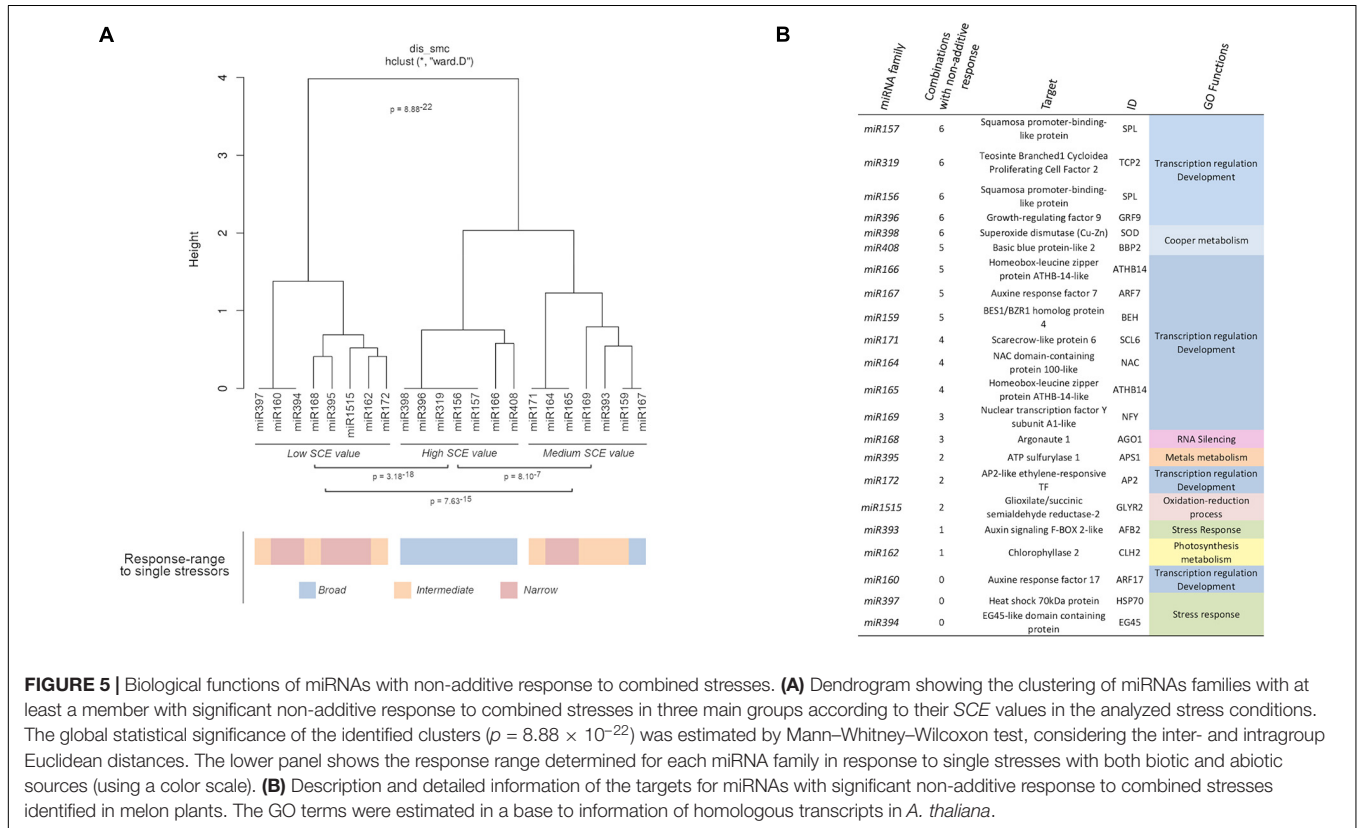 A
dis_smc
hclust (*, "ward.D")
p = 8.88-22
Height
4
3
2
1
0
miR397
miR160
miR394
miR168
miR395
miR1515
miR162
miR172
miR398
miR396
miR319
miR156
miR157
miR166
miR408
miR171
miR164
miR165
miR169
miR393
miR159
miR167
Low SCE value
High SCE value
Medium SCE value
p = 3.18-18
p = 8.10-7
p = 7.63-15
Response-range
to single stressors
Broad
Intermediate
Narrow
B
miRNA family
Combinations
with non-additive
response
Target
ID
GO Functions
miR157 6 Squamosa promoter-binding-
like protein SPL
miR319 6 Teosinte Branched1 Cycloidea
Proliferating Cell Factor 2 TCP2
Transcription regulation
Development
miR156 6 Squamosa promoter-binding-
like protein SPL
miR396 6 Growth-regulating factor 9 GRF9
miR398 6 Superoxide dismutase (Cu-Zn) SOD
Cooper metabolism
miR408 5 Basic blue protein-like 2 BBP2
miR166 5 Homeobox-leucine zipper
protein ATHB-14-like ATHB14
miR167 5 Auxine response factor 7 ARF7
miR159 5 BES1/BZR1 homolog protein
4 BEH
Transcription regulation
Development
miR171 4 Scarecrow-like protein 6 SCL6
miR164 4 NAC domain-containing
protein 100-like NAC
miR165 4 Homeobox-leucine zipper
protein ATHB-14-like ATHB14
miR169 3 Nuclear transcription factor Y
subunit A1-like NFY
miR168 3 Argonaute 1 AGO1 RNA Silencing
miR395 2 ATP sulfurylase 1 APS1 Metals metabolism
miR172 2 AP2-like ethylene-responsive
TF AP2 Transcription regulation
Development
miR1515 2 Glioxilate/succinic
semialdehyde reductase-2 GLYR2 Oxidation-reduction
process
miR393 1 Auxin signaling F-BOX 2-like AFB2 Stress Response
miR162 1 Chlorophyllase 2 CLH2 Photosynthesis
metabolism
miR160 0 Auxine response factor 17 ARF17 Transcription regulation
Development
miR397 0 Heat shock 70kDa protein HSP70
Stress response
miR394 0 EG45-like domain containing
protein EG45
FIGURE 5 | Biological functions of miRNAs with non-additive response to combined stresses. (A) Dendrogram showing the clustering of miRNAs families with at
least a member with significant non-additive response to combined stresses in three main groups according to their SCE values in the analyzed stress conditions.
The global statistical significance of the identified clusters (p = 8.88 × 10−22) was estimated by Mann–Whitney–Wilcoxon test, considering the inter- and intragroup
Euclidean distances. The lower panel shows the response range determined for each miRNA family in response to single stresses with both biotic and abiotic
sources (using a color scale). (B) Description and detailed information of the targets for miRNAs with significant non-additive response to combined stresses
identified in melon plants. The GO terms were estimated in a base to information of homologous transcripts in A. thaliana.